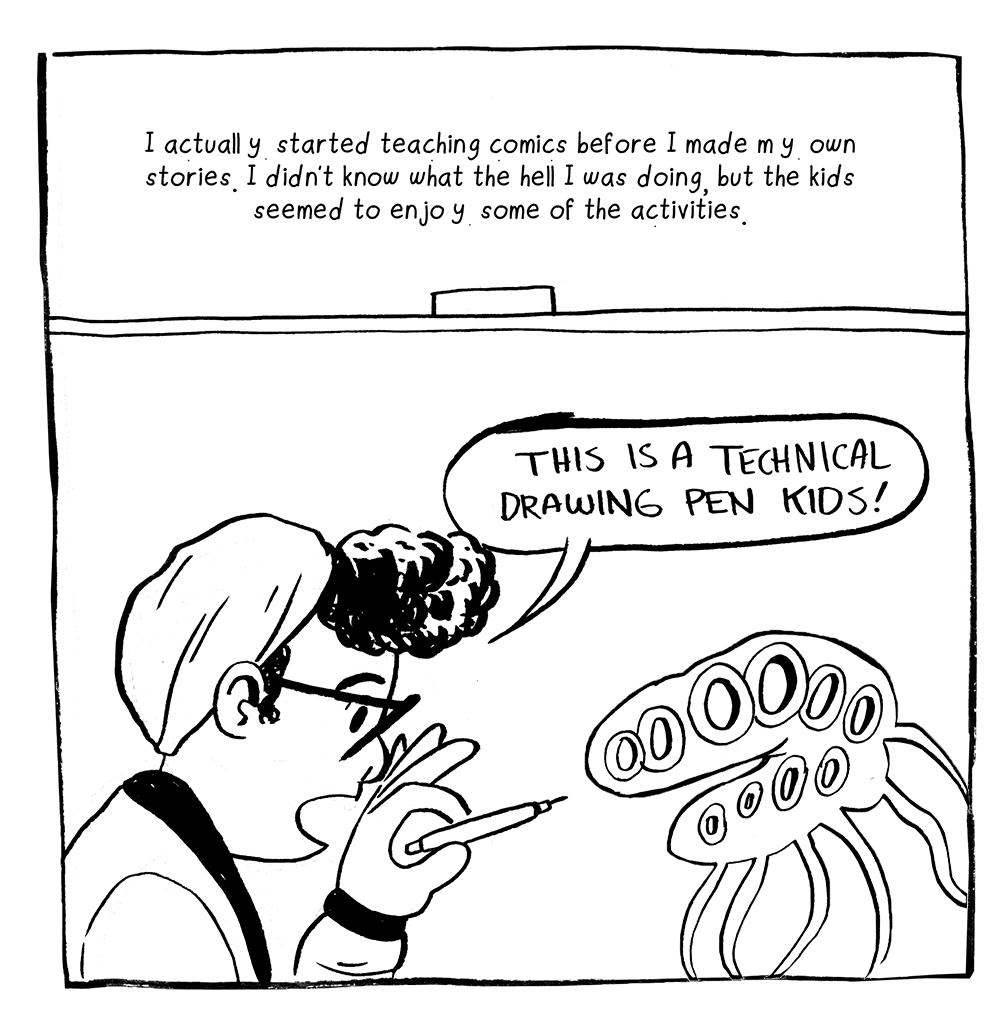 I actually started teaching comics before I made my own
stories. I didn't know what the hell I was doing, but the kids
seemed to enjoy some of the activities.
THIS IS A TECHNICAL
DRAWING PEN KIDS!